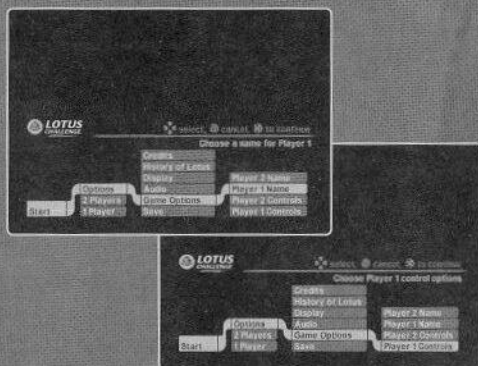 LOTUS
CHALLENGE
select, cancel, to continue
Choose a name for Player 1
Credits
History of Lotus
Display
Player 2 Name
Options
Audio
Player 1 Name
2 Players
Game Options
Player 2 Controls
Start
1 Player
Save
Player 1 Controls
LOTUS
CHALLENGE
select, cancel, to continue
Choose Player 1 control options
Credits
History of Lotus
Display
Player 2 Name
Options
Audio
Player 1 Name
2 Players
Game Options
Player 2 Controls
Start
1 Player
Save
Player 1 Controls